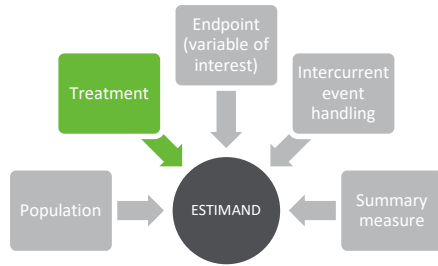 Endpoint
(variable of
interest)
Treatment
Intercurrent
event
handling
Population
ESTIMAND
Summary
measure